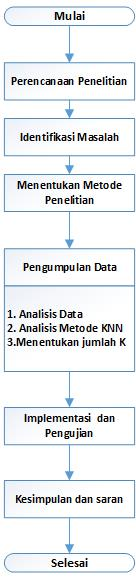 Mulai
Perencanaan Penelitian
Identifikasi Masalah
Menentukan Metode
Penelitian
Pengumpulan Data
1. Analisis Data
2. Analisis Metode KNN
3.Menentukan jumlah K
Implementasi dan
Pengujian
Kesimpulan dan saran
Selesai